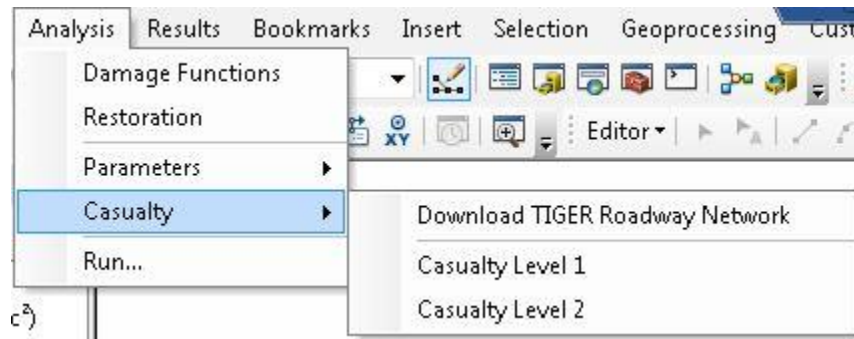 Analysis Results Bookmarks Insert Selection Geoprocessing Cust
Damage Functions
Restoration
XY Editor
Parameters
Casualty
Download TIGER Roadway Network
Run...
Casualty Level 1
Casualty Level 2
c²)